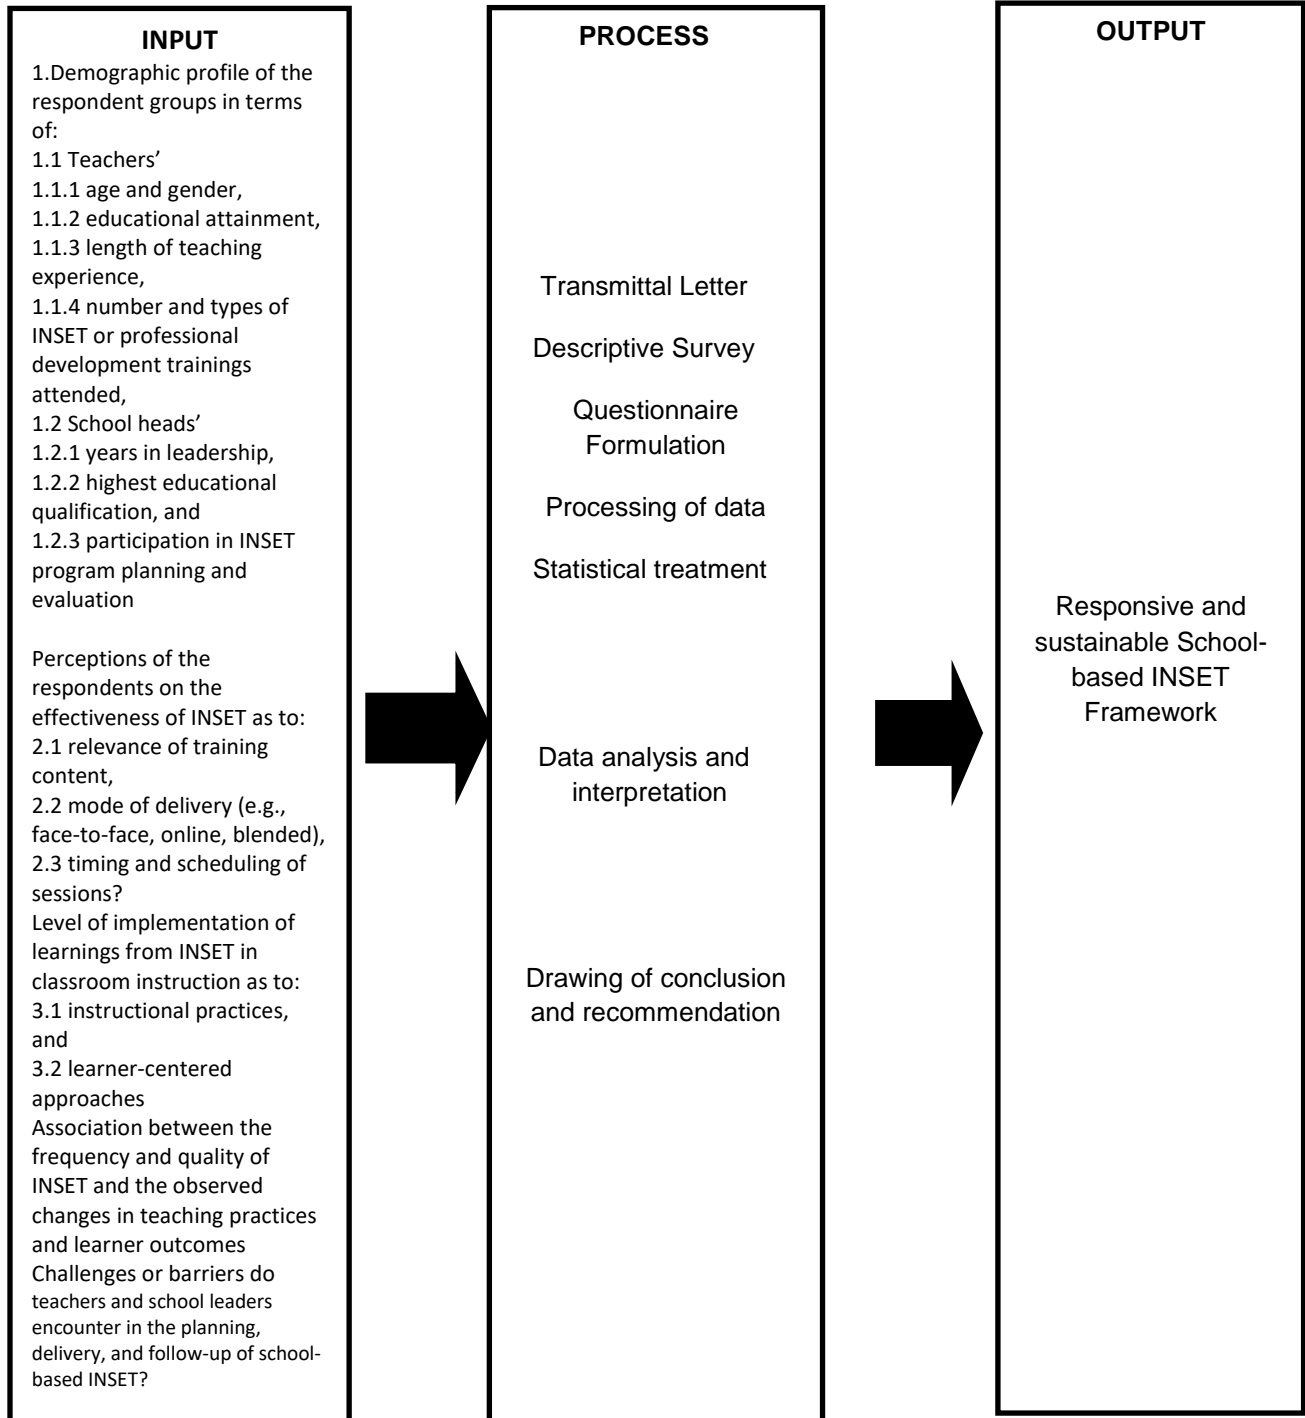 INPUT
1.Demographic profile of the
respondent groups in terms
of:
1.1 Teachers’
1.1.1 age and gender,
1.1.2 educational attainment,
1.1.3 length of teaching
experience,
1.1.4 number and types of
INSET or professional
development trainings
attended,
1.2 School heads’
1.2.1 years in leadership,
1.2.2 highest educational
qualification, and
1.2.3 participation in INSET
program planning and
evaluation
Perceptions of the
respondents on the
effectiveness of INSET as to:
2.1 relevance of training
content,
2.2 mode of delivery (e.g.,
face-to-face, online, blended),
2.3 timing and scheduling of
sessions?
Level of implementation of
learnings from INSET in
classroom instruction as to:
3.1 instructional practices,
and
3.2 learner-centered
approaches
Association between the
frequency and quality of
INSET and the observed
changes in teaching practices
and learner outcomes
Challenges or barriers do
teachers and school leaders
encounter in the planning,
delivery, and follow-up of school-
based INSET?
PROCESS
Transmittal Letter
Descriptive Survey
Questionnaire
Formulation
Processing of data
Statistical treatment
Data analysis and
interpretation
Drawing of conclusion
and recommendation
OUTPUT
Responsive and
sustainable School-
based INSET
Framework